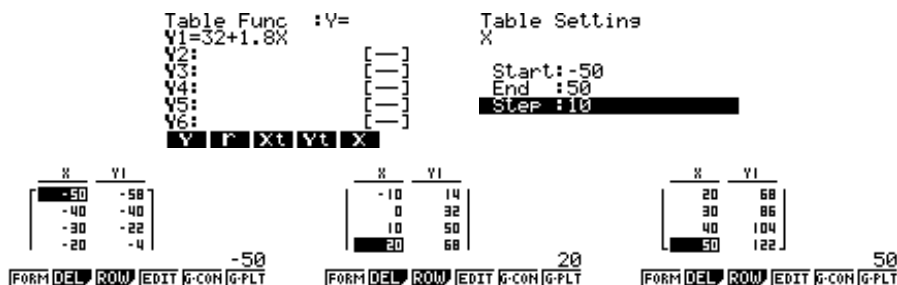 Table Func :Y=
Y1=32+1.8X
Y2: [—]
Y3: [—]
Y4: [—]
Y5: [—]
Y6: [—]
Y r Xt Yt X
Table Setting
X
Start:-50
End :50
Step :10
X Y1
-50 -58
-40 -40
-30 -22
-20 -4
-50
FORM DEL ROW EDIT G·CON G·PLT
X Y1
-10 14
0 32
10 50
20 68
20
FORM DEL ROW EDIT G·CON G·PLT
X Y1
20 68
30 86
40 104
50 122
50
FORM DEL ROW EDIT G·CON G·PLT